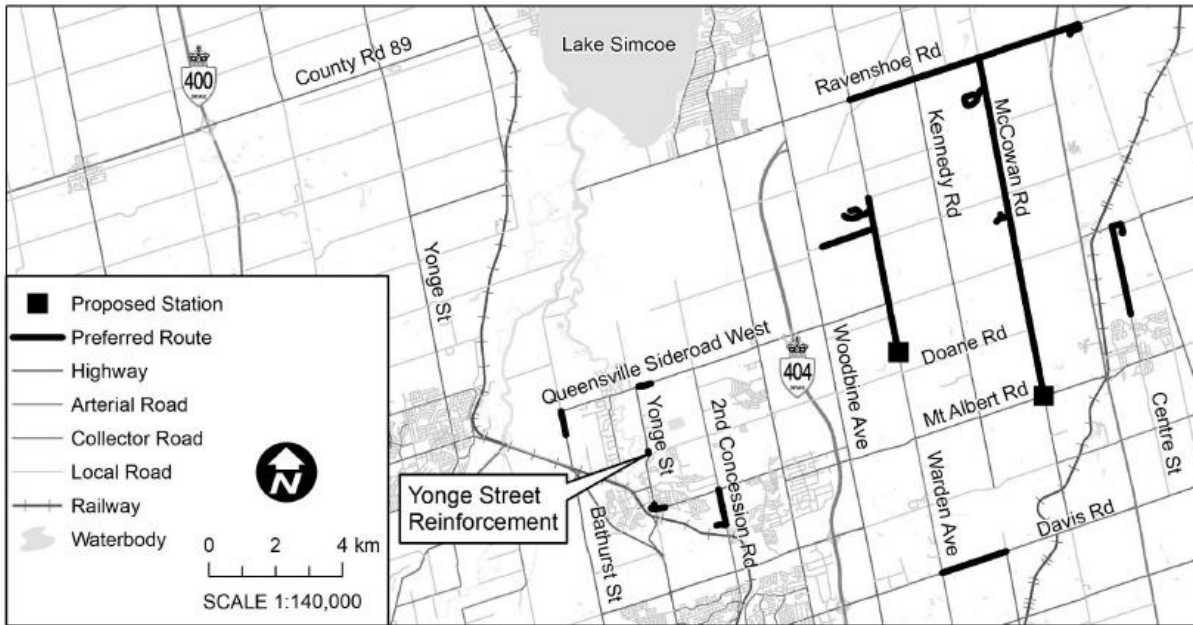 Lake Simcoe
County Rd 89
400
Ravenshoe Rd
Kennedy Rd
McCowan Rd
Yonge St
Queensville Sideroad West
404
Woodbine Ave
Doane Rd
Mt Albert Rd
Centre St
Yonge St
2nd Concession Rd
Yonge Street
Reinforcement
Bathurst St
Warden Ave
Davis Rd
Proposed Station
Preferred Route
Highway
Arterial Road
Collector Road
Local Road
Railway
Waterbody
N
0 2 4 km
SCALE 1:140,000